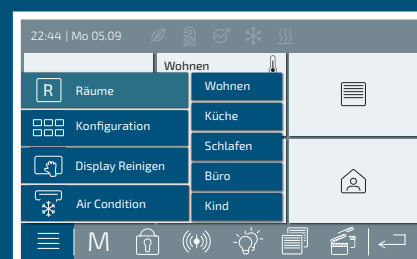 22:44 | Mo 05.09
Wohnen
R Räume
Konfiguration
Display Reinigen
Air Condition
Wohnen
Küche
Schlafen
Büro
Kind
M